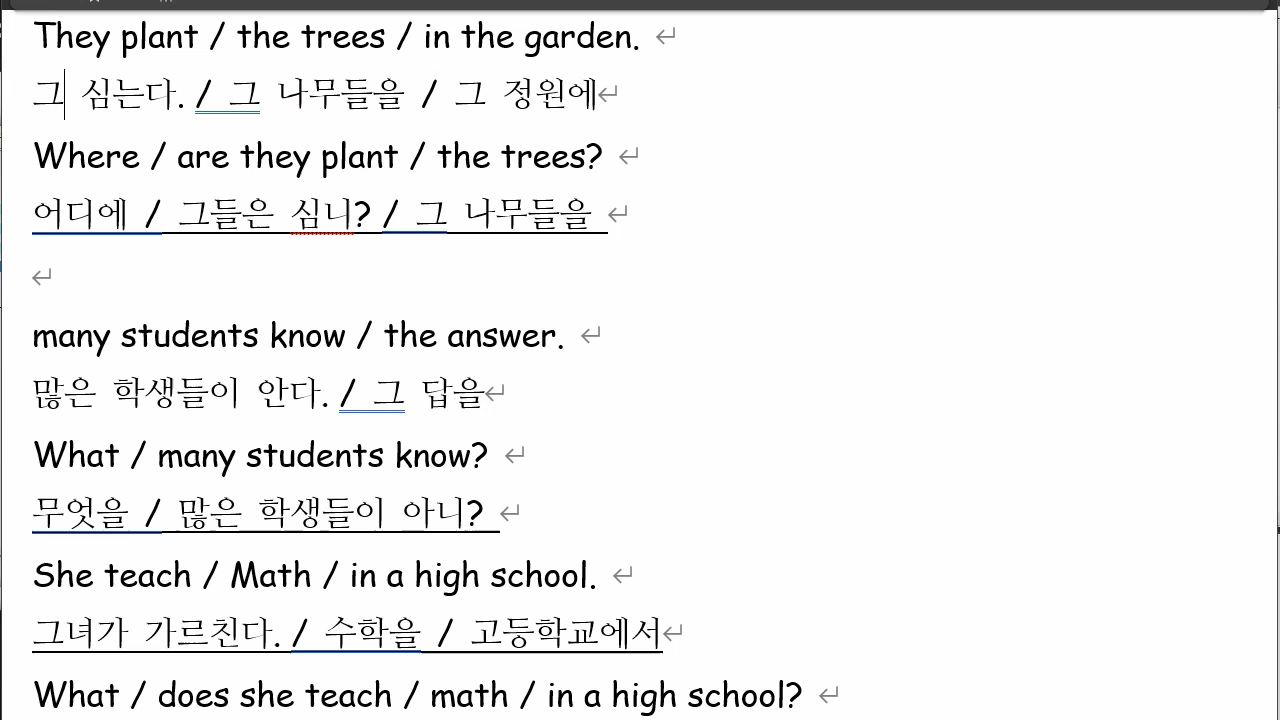 They plant / the trees / in the garden.
그 심는다. / 그 나무들을 / 그 정원에
Where / are they plant / the trees?
어디에 / 그들은 심니? / 그 나무들을
many students know / the answer.
많은 학생들이 안다. / 그 답을
What / many students know?
무엇을 / 많은 학생들이 아니?
She teach / Math / in a high school.
그녀가 가르친다. / 수학을 / 고등학교에서
What / does she teach / math / in a high school?